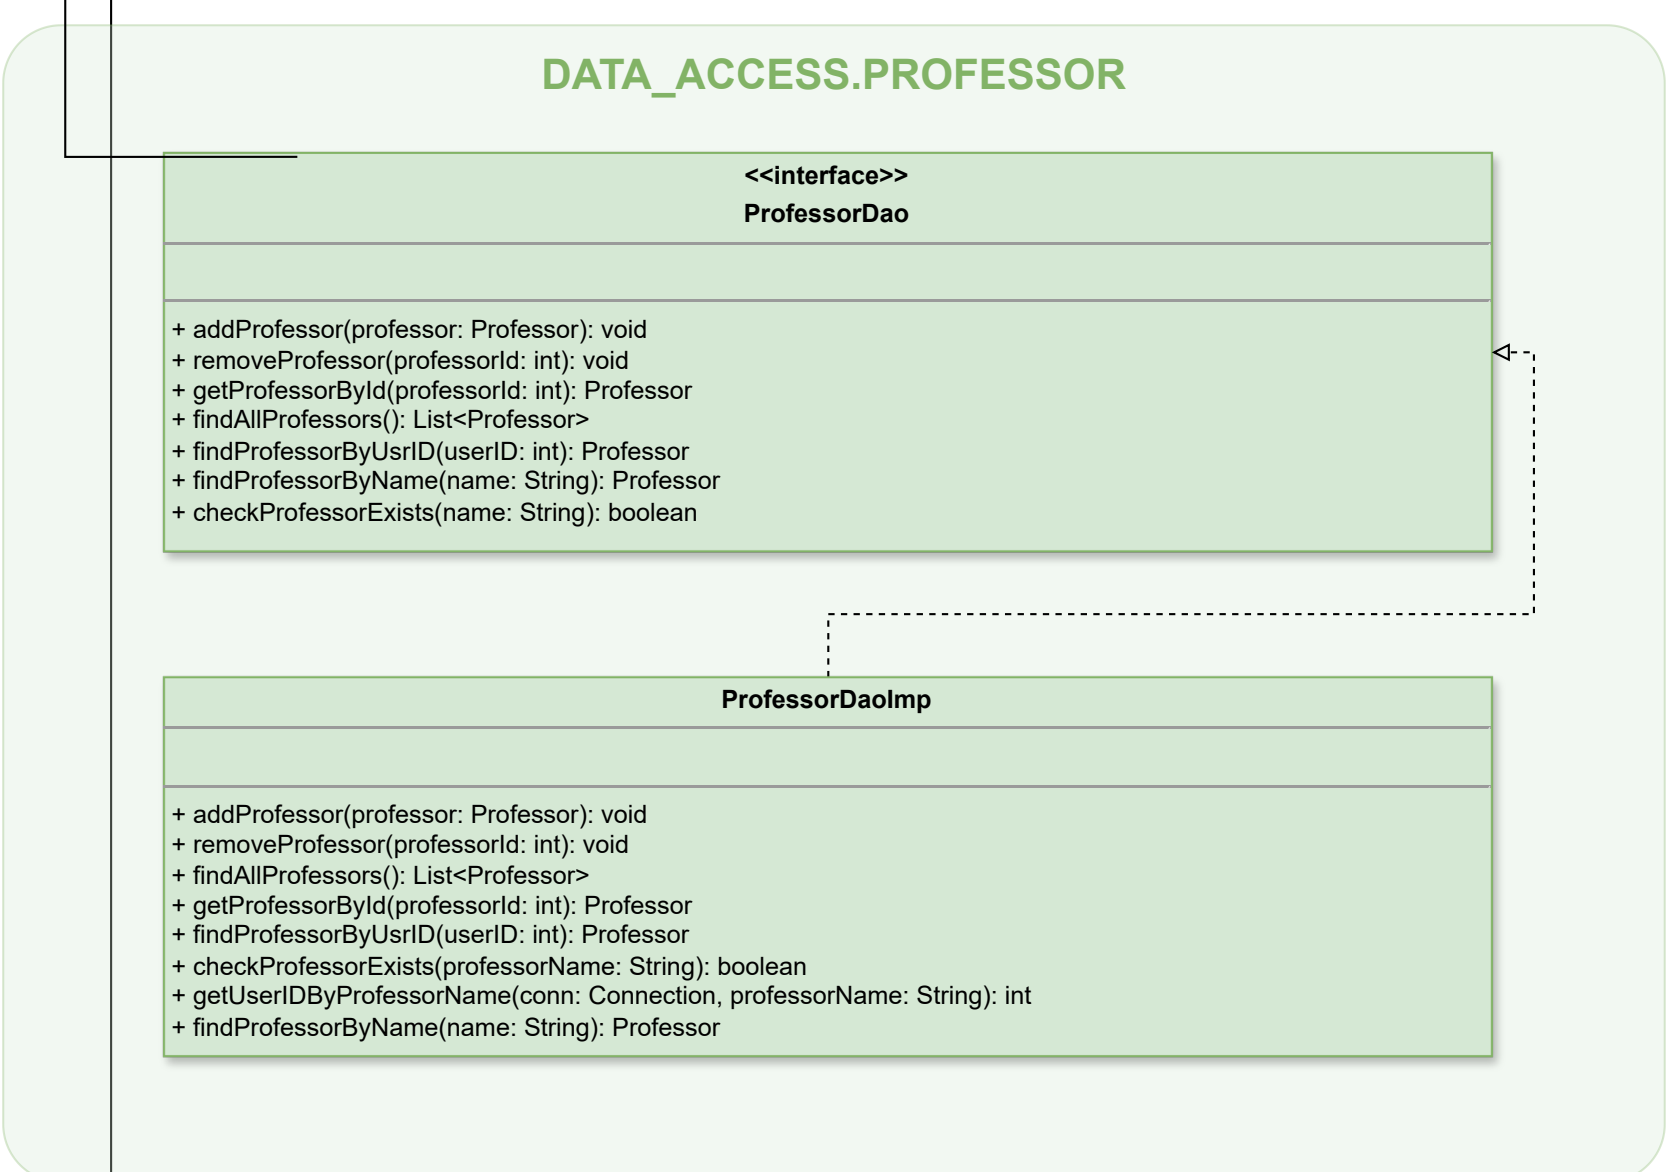 DATA_ACCESS.PROFESSOR
<<interface>>
ProfessorDao
+ addProfessor(professor: Professor): void
+ removeProfessor(professorId: int): void
+ getProfessorById(professorId: int): Professor
+ findAllProfessors(): List<Professor>
+ findProfessorByUsrID(userID: int): Professor
+ findProfessorByName(name: String): Professor
+ checkProfessorExists(name: String): boolean
ProfessorDaoImp
+ addProfessor(professor: Professor): void
+ removeProfessor(professorId: int): void
+ findAllProfessors(): List<Professor>
+ getProfessorById(professorId: int): Professor
+ findProfessorByUsrID(userID: int): Professor
+ checkProfessorExists(professorName: String): boolean
+ getUserIDByProfessorName(conn: Connection, professorName: String): int
+ findProfessorByName(name: String): Professor